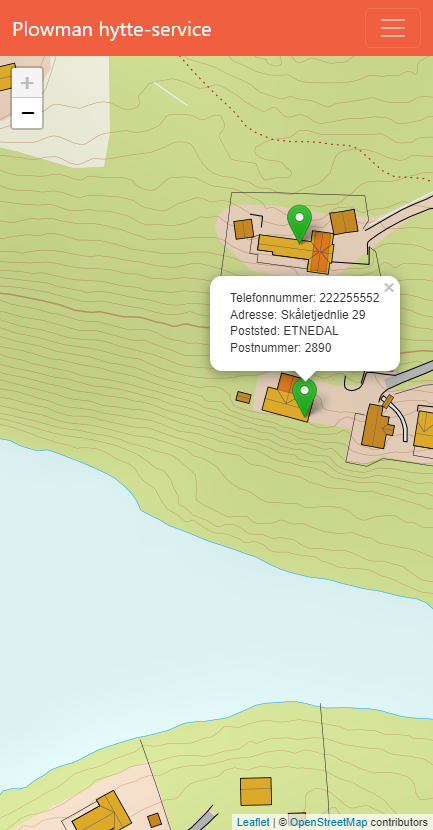 Plowman hytte-service
+
−
×
Telefonnummer: 222255552
Adresse: Skåletjednlie 29
Poststed: ETNEDAL
Postnummer: 2890
Leaflet | © OpenStreetMap contributors